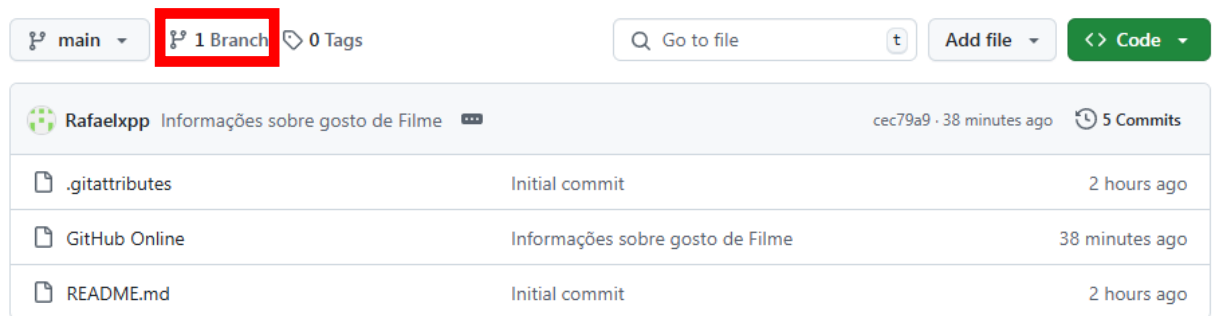 main 1 Branch 0 Tags Go to file t Add file <> Code
Rafaelxpp Informações sobre gosto de Filme cec79a9 · 38 minutes ago 5 Commits
.gitattributes Initial commit 2 hours ago
GitHub Online Informações sobre gosto de Filme 38 minutes ago
README.md Initial commit 2 hours ago